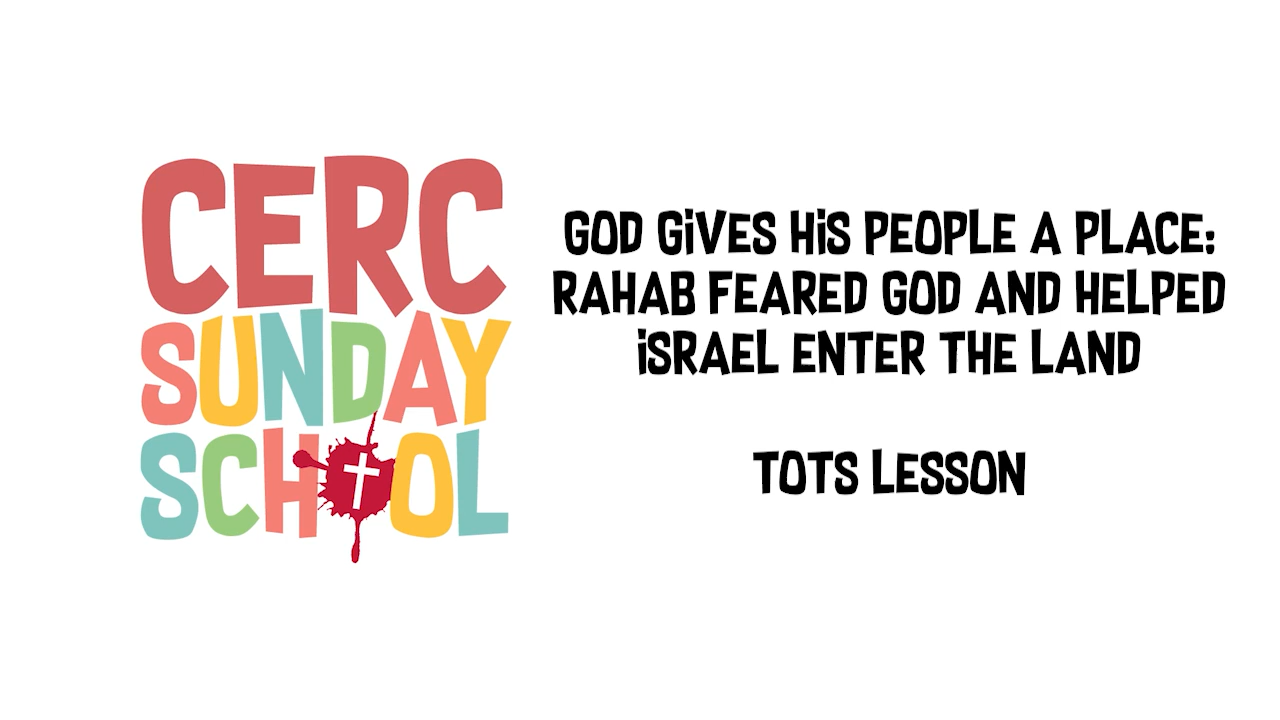 CERC
SUNDAY
SCHOOL
GOD GiVES HiS PEOPLE A PLACE:
RAHAB FEARED GOD AND HELPED
iSRAEL ENTER THE LAND
TOTS LESSON